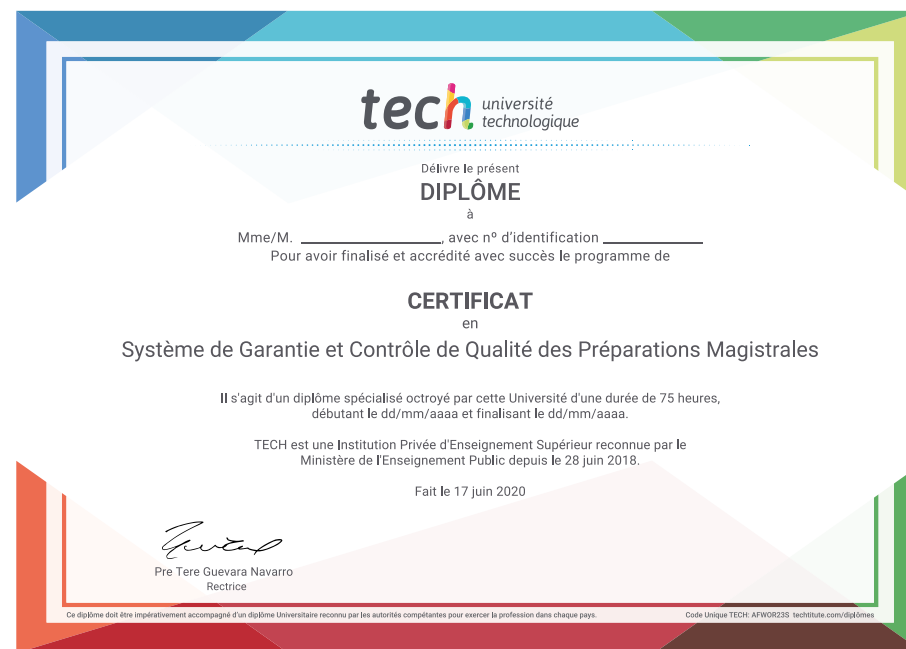 tech université
technologique
Délivre le présent
DIPLÔME
à
Mme/M. ____________________, avec nº d'identification ______________
Pour avoir finalisé et accrédité avec succès le programme de
CERTIFICAT
en
Système de Garantie et Contrôle de Qualité des Préparations Magistrales
Il s'agit d'un diplôme spécialisé octroyé par cette Université d'une durée de 75 heures,
débutant le dd/mm/aaaa et finalisant le dd/mm/aaaa.
TECH est une Institution Privée d'Enseignement Supérieur reconnue par le
Ministère de l'Enseignement Public depuis le 28 juin 2018.
Fait le 17 juin 2020
Pre Tere Guevara Navarro
Rectrice
Ce diplôme doit être impérativement accompagné d'un diplôme Universitaire reconnu par les autorités compétantes pour exercer la profession dans chaque pays.
Code Unique TECH: AFWOR23S techtitute.com/diplômes